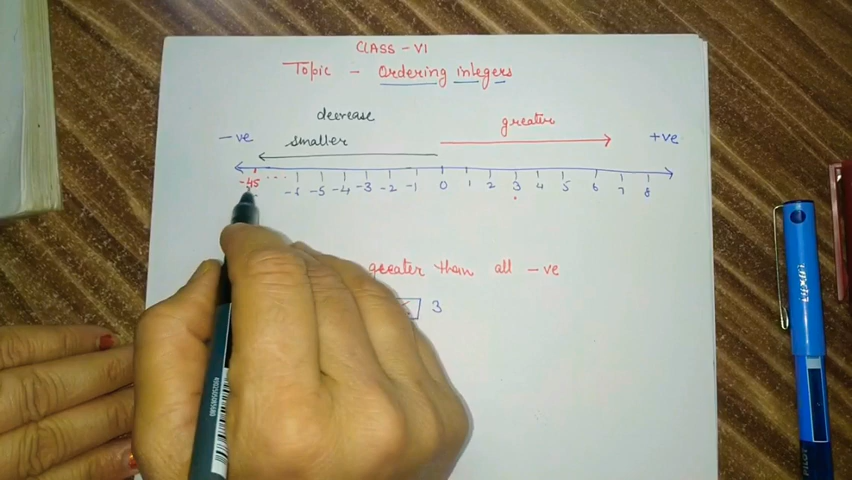 CLASS - VI
Topic - Ordering integers
decrease
greater
-ve smaller +ve
-45 ... -6 -5 -4 -3 -2 -1 0 1 2 3 4 5 6 7 8
greater than all -ve
3
PILOT